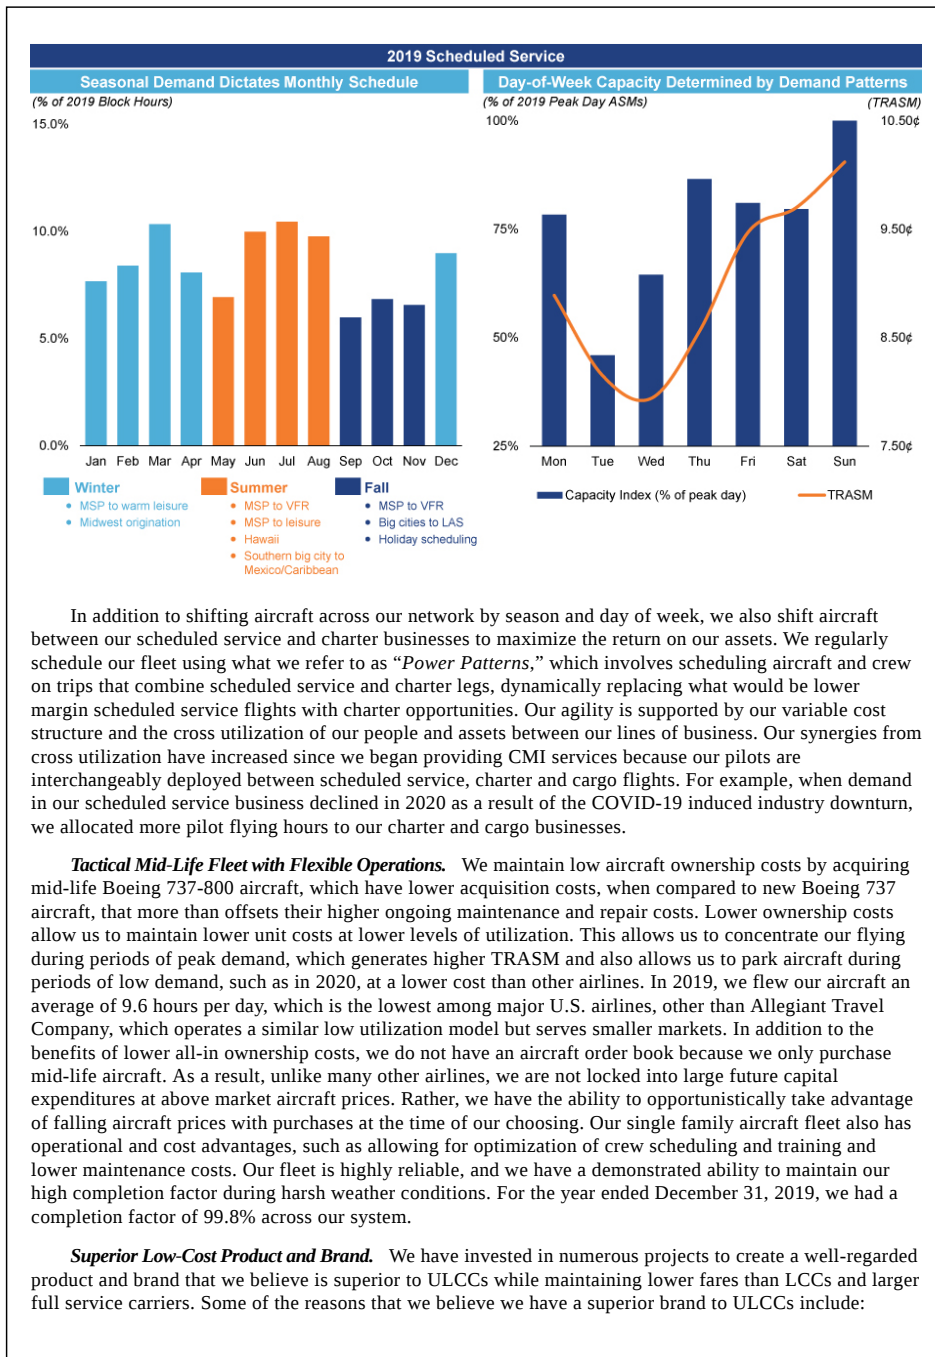 2019 Scheduled Service
Seasonal Demand Dictates Monthly Schedule
(% of 2019 Block Hours)
15.0%
10.0%
5.0%
0.0%
Jan Feb Mar Apr May Jun Jul Aug Sep Oct Nov Dec
Winter
• MSP to warm leisure
• Midwest origination
Summer
• MSP to VFR
• MSP to leisure
• Hawaii
• Southern big city to
Mexico/Caribbean
Fall
• MSP to VFR
• Big cities to LAS
• Holiday scheduling
Day-of-Week Capacity Determined by Demand Patterns
(% of 2019 Peak Day ASMs)
(TRASM)
100%
75%
50%
25%
10.50¢
9.50¢
8.50¢
7.50¢
Mon Tue Wed Thu Fri Sat Sun
Capacity Index (% of peak day)
TRASM
In addition to shifting aircraft across our network by season and day of week, we also shift aircraft
between our scheduled service and charter businesses to maximize the return on our assets. We regularly
schedule our fleet using what we refer to as “Power Patterns,” which involves scheduling aircraft and crew
on trips that combine scheduled service and charter legs, dynamically replacing what would be lower
margin scheduled service flights with charter opportunities. Our agility is supported by our variable cost
structure and the cross utilization of our people and assets between our lines of business. Our synergies from
cross utilization have increased since we began providing CMI services because our pilots are
interchangeably deployed between scheduled service, charter and cargo flights. For example, when demand
in our scheduled service business declined in 2020 as a result of the COVID-19 induced industry downturn,
we allocated more pilot flying hours to our charter and cargo businesses.
Tactical Mid-Life Fleet with Flexible Operations. We maintain low aircraft ownership costs by acquiring
mid-life Boeing 737-800 aircraft, which have lower acquisition costs, when compared to new Boeing 737
aircraft, that more than offsets their higher ongoing maintenance and repair costs. Lower ownership costs
allow us to maintain lower unit costs at lower levels of utilization. This allows us to concentrate our flying
during periods of peak demand, which generates higher TRASM and also allows us to park aircraft during
periods of low demand, such as in 2020, at a lower cost than other airlines. In 2019, we flew our aircraft an
average of 9.6 hours per day, which is the lowest among major U.S. airlines, other than Allegiant Travel
Company, which operates a similar low utilization model but serves smaller markets. In addition to the
benefits of lower all-in ownership costs, we do not have an aircraft order book because we only purchase
mid-life aircraft. As a result, unlike many other airlines, we are not locked into large future capital
expenditures at above market aircraft prices. Rather, we have the ability to opportunistically take advantage
of falling aircraft prices with purchases at the time of our choosing. Our single family aircraft fleet also has
operational and cost advantages, such as allowing for optimization of crew scheduling and training and
lower maintenance costs. Our fleet is highly reliable, and we have a demonstrated ability to maintain our
high completion factor during harsh weather conditions. For the year ended December 31, 2019, we had a
completion factor of 99.8% across our system.
Superior Low-Cost Product and Brand. We have invested in numerous projects to create a well-regarded
product and brand that we believe is superior to ULCCs while maintaining lower fares than LCCs and larger
full service carriers. Some of the reasons that we believe we have a superior brand to ULCCs include: